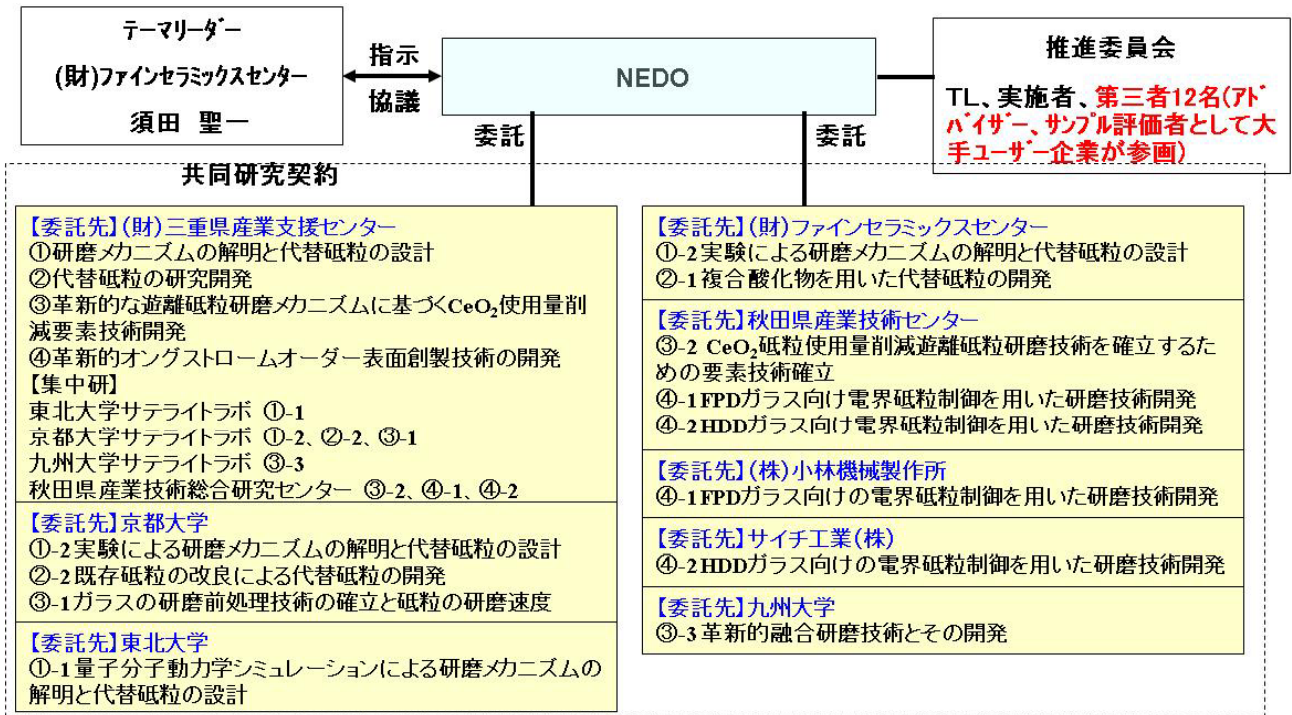 テーマリーダー
(財)ファインセラミックスセンター
須田 聖一
指示
協議
NEDO
推進委員会
TL、実施者、第三者12名(アド
バイザー、サンプル評価者として大
手ユーザー企業が参画)
委託
委託
共同研究契約
【委託先】(財)三重県産業支援センター
①研磨メカニズムの解明と代替砥粒の設計
②代替砥粒の研究開発
③革新的な遊離砥粒研磨メカニズムに基づくCeO₂使用量削
減要素技術開発
④革新的オングストロームオーダー表面創製技術の開発
【集中研】
東北大学サテライトラボ ①-1
京都大学サテライトラボ ①-2、②-2、③-1
九州大学サテライトラボ ③-3
秋田県産業技術総合研究センター ③-2、④-1、④-2
【委託先】京都大学
①-2実験による研磨メカニズムの解明と代替砥粒の設計
②-2既存砥粒の改良による代替砥粒の開発
③-1ガラスの研磨前処理技術の確立と砥粒の研磨速度
【委託先】東北大学
①-1量子分子動力学シミュレーションによる研磨メカニズムの
解明と代替砥粒の設計
【委託先】(財)ファインセラミックスセンター
①-2実験による研磨メカニズムの解明と代替砥粒の設計
②-1複合酸化物を用いた代替砥粒の開発
【委託先】秋田県産業技術センター
③-2 CeO₂砥粒使用量削減遊離砥粒研磨技術を確立するた
めの要素技術確立
④-1FPDガラス向け電界砥粒制御を用いた研磨技術開発
④-2HDDガラス向け電界砥粒制御を用いた研磨技術開発
【委託先】(株)小林機械製作所
④-1FPDガラス向けの電界砥粒制御を用いた研磨技術開発
【委託先】サイチ工業(株)
④-2HDDガラス向けの電界砥粒制御を用いた研磨技術開発
【委託先】九州大学
③-3革新的融合研磨技術とその開発